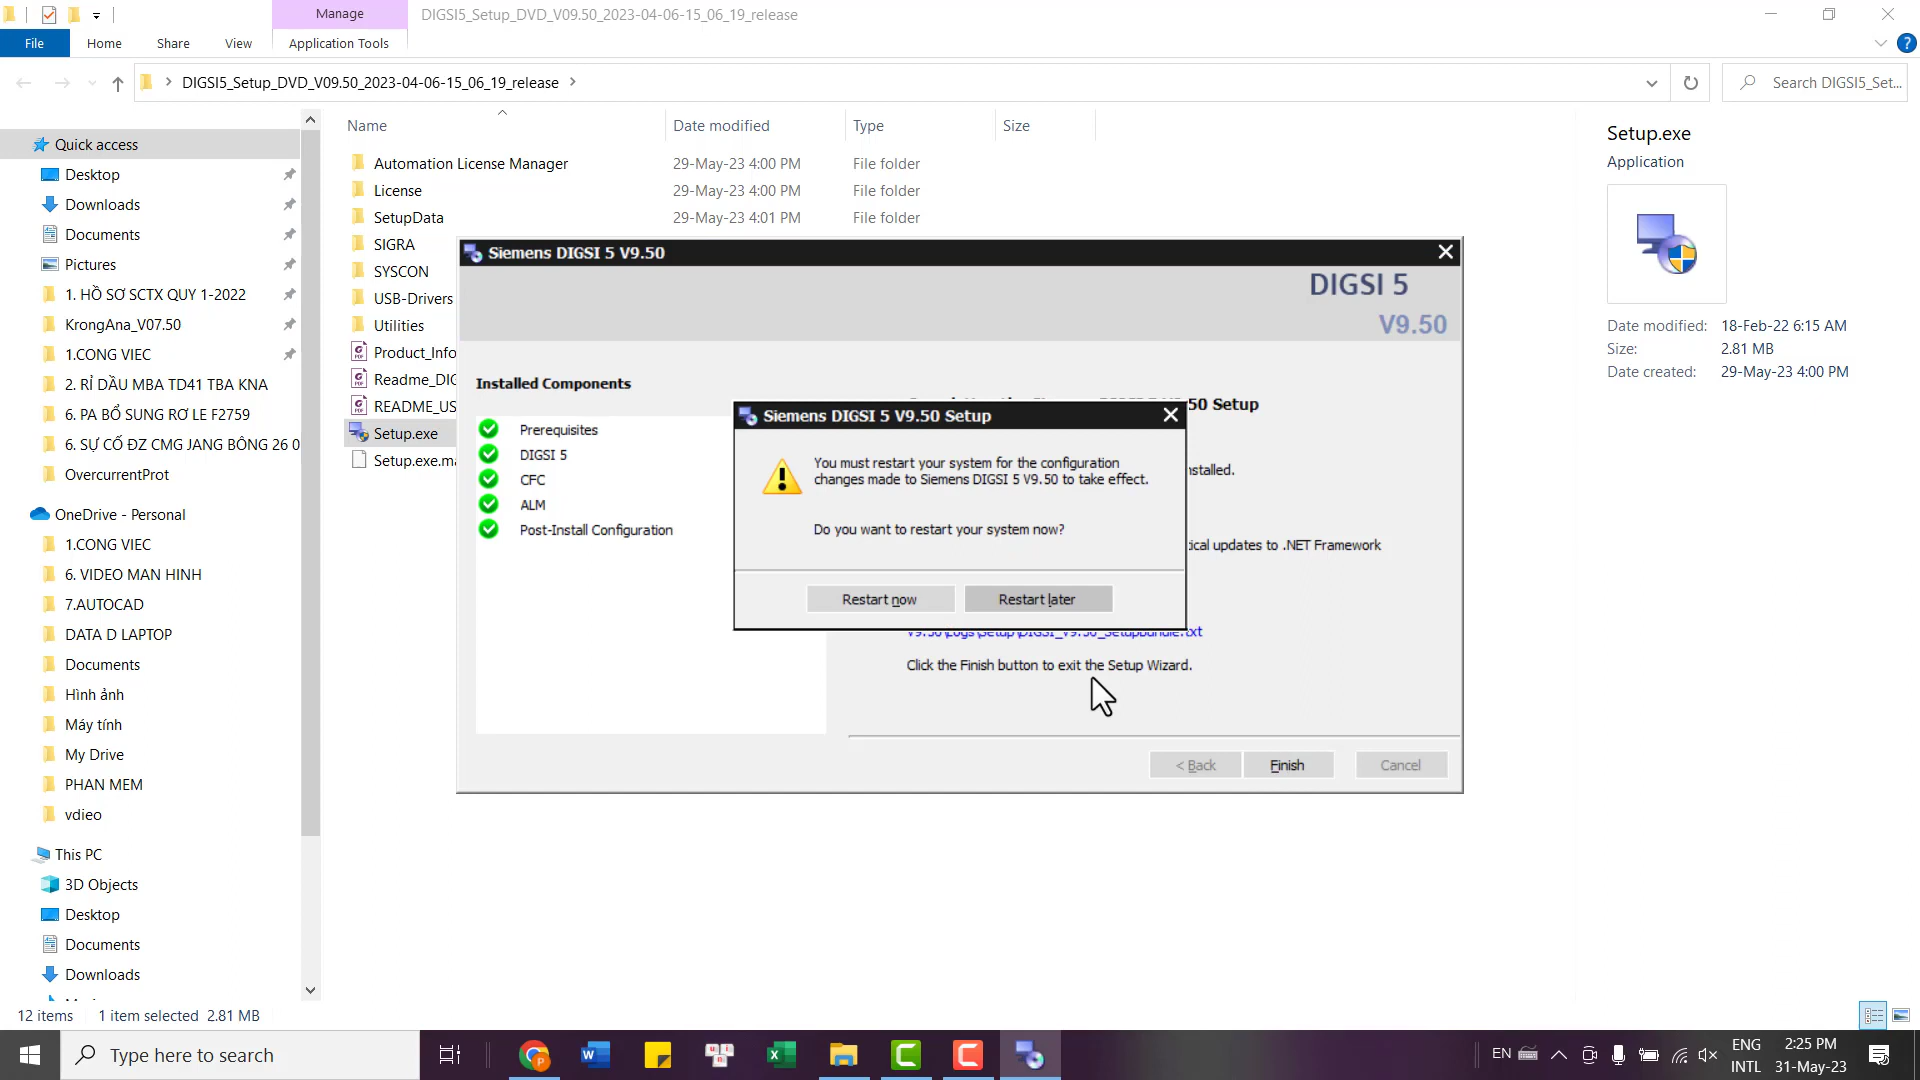 Manage
DIGSI5_Setup_DVD_V09.50_2023-04-06-15_06_19_release
File
Home
Share
View
Application Tools
DIGSI5_Setup_DVD_V09.50_2023-04-06-15_06_19_release
Search DIGSI5_Set...
Quick access
Desktop
Downloads
Documents
Pictures
1. HỒ SƠ SCTX QUY 1-2022
KrongAna_V07.50
1.CONG VIEC
2. RỈ DẦU MBA TD41 TBA KNA
6. PA BỔ SUNG RƠ LE F2759
6. SỰ CỐ ĐZ CMG JANG BÔNG 26 0
OvercurrentProt
OneDrive - Personal
1.CONG VIEC
6. VIDEO MAN HINH
7.AUTOCAD
DATA D LAPTOP
Documents
Hình ảnh
Máy tính
My Drive
PHAN MEM
vdieo
This PC
3D Objects
Desktop
Documents
Downloads
Name
Date modified
Type
Size
Automation License Manager 29-May-23 4:00 PM File folder
License 29-May-23 4:00 PM File folder
SetupData 29-May-23 4:01 PM File folder
SIGRA
SYSCON
USB-Drivers
Utilities
Product_Info
Readme_DIG
README_US
Setup.exe
Setup.exe.ma
Setup.exe
Application
Date modified: 18-Feb-22 6:15 AM
Size: 2.81 MB
Date created: 29-May-23 4:00 PM
Siemens DIGSI 5 V9.50
DIGSI 5
V9.50
Installed Components
Prerequisites
DIGSI 5
CFC
ALM
Post-Install Configuration
50 Setup
nstalled.
ical updates to .NET Framework
V9.50\Logs\Setup\DIGSI_V9.50_SetupBundle.txt
Click the Finish button to exit the Setup Wizard.
< Back
Finish
Cancel
Siemens DIGSI 5 V9.50 Setup
You must restart your system for the configuration
changes made to Siemens DIGSI 5 V9.50 to take effect.
Do you want to restart your system now?
Restart now
Restart later
12 items
1 item selected 2.81 MB
Type here to search
EN
ENG
INTL
2:25 PM
31-May-23